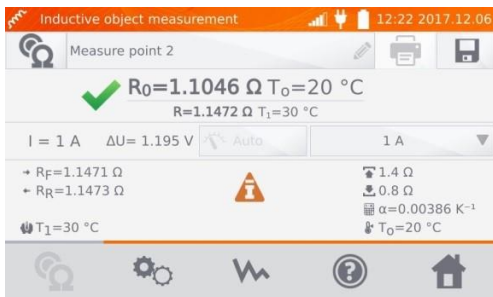 Inductive object measurement 12:22 2017.12.06
Measure point 2
R₀=1.1046 Ω T₀=20 °C
R=1.1472 Ω T₁=30 °C
I = 1 A ΔU= 1.195 V Auto 1 A
RF=1.1471 Ω 1.4 Ω
RR=1.1473 Ω 0.8 Ω
α=0.00386 K⁻¹
T₁=30 °C T₀=20 °C